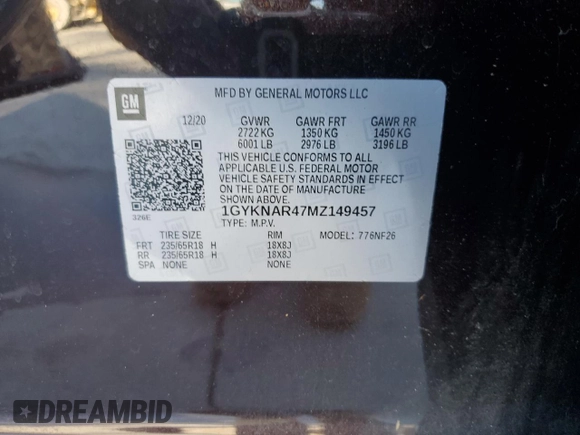 GM
MFD BY GENERAL MOTORS LLC
12/20 GVWR GAWR FRT GAWR RR
2722 KG 1350 KG 1450 KG
6001 LB 2976 LB 3196 LB
THIS VEHICLE CONFORMS TO ALL
APPLICABLE U.S. FEDERAL MOTOR
VEHICLE SAFETY STANDARDS IN EFFECT
ON THE DATE OF MANUFACTURE
SHOWN ABOVE.
326E
1GYKNAR47MZ149457
TYPE: M.P.V.
TIRE SIZE RIM MODEL: 776NF26
FRT 235/65R18 H 18X8J
RR 235/65R18 H 18X8J
SPA NONE NONE
DREAMBID